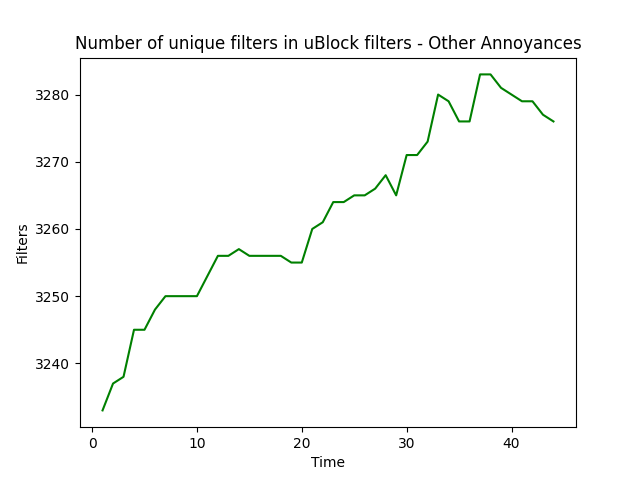 Number of unique filters in uBlock filters - Other Annoyances
3280
3270
3260
3250
3240
Filters
0 10 20 30 40
Time